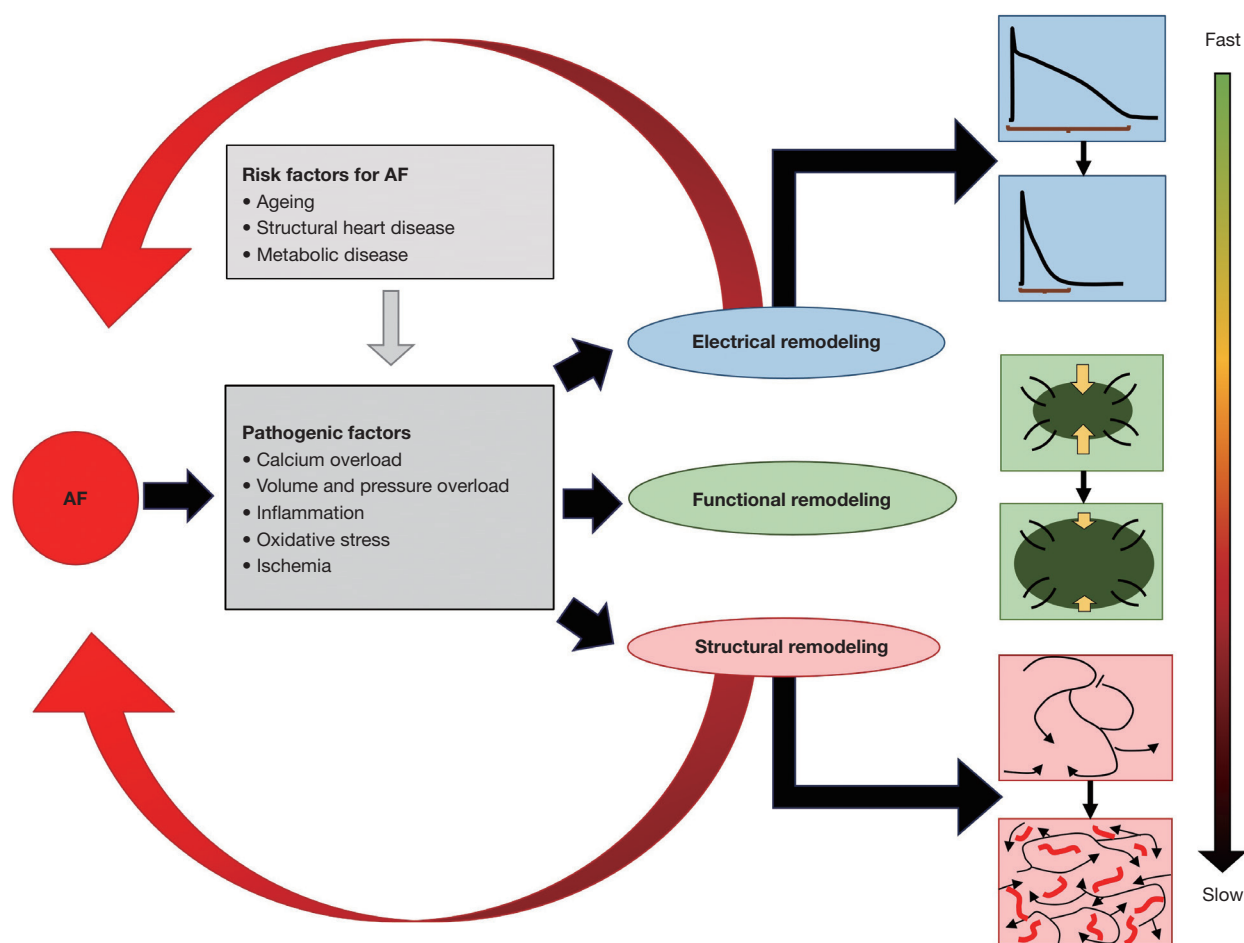 Fast
Risk factors for AF
• Ageing
• Structural heart disease
• Metabolic disease
Electrical remodeling
Pathogenic factors
• Calcium overload
• Volume and pressure overload
• Inflammation
• Oxidative stress
• Ischemia
AF
Functional remodeling
Structural remodeling
Slow